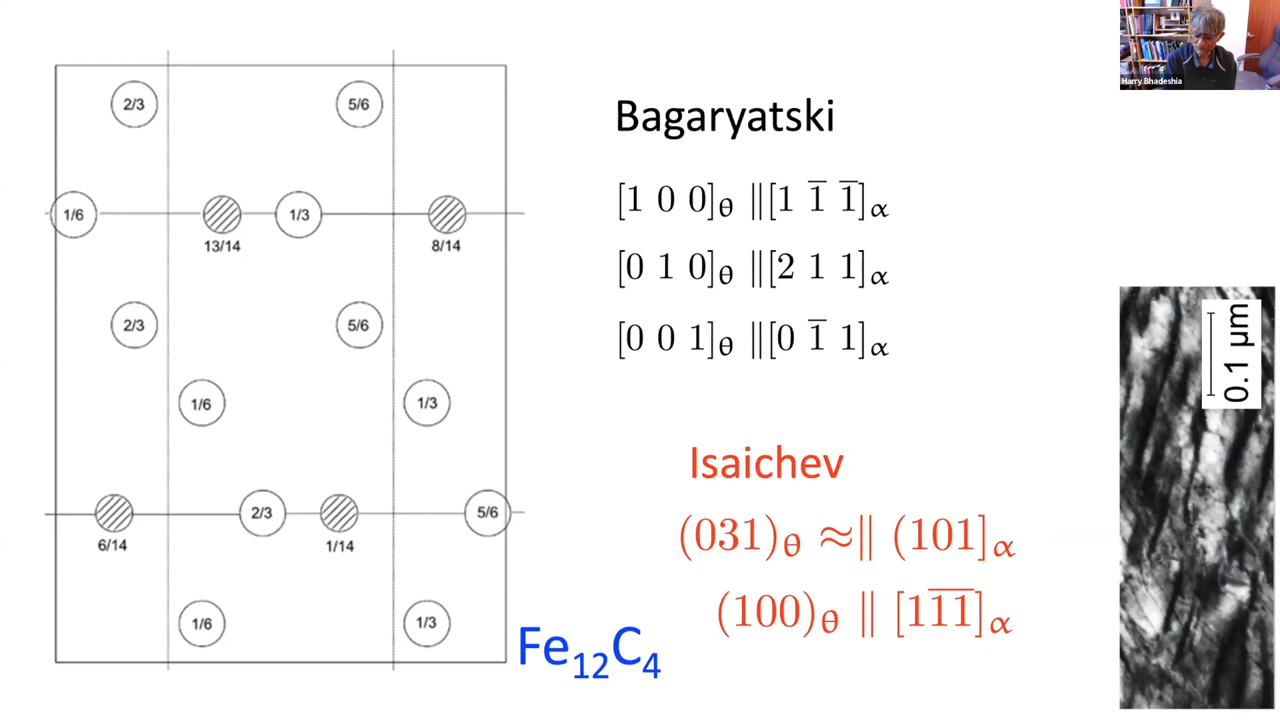 2/3 5/6
1/6 1/3
13/14 8/14
2/3 5/6
1/6 1/3
2/3 5/6
6/14 1/14
1/6 1/3
Fe₁₂C₄
Bagaryatski
[1 0 0]θ ∥[1 1̅ 1̅]α
[0 1 0]θ ∥[2 1 1]α
[0 0 1]θ ∥[0 1̅ 1]α
Isaichev
(031)θ ≈∥ (101]α
(100)θ ∥ [11̅1̅]α
Harry Bhadeshia
0.1 μm